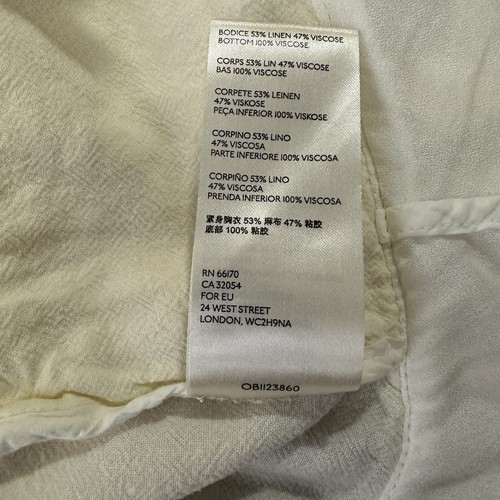 BODICE 53% LINEN 47% VISCOSE
BOTTOM 100% VISCOSE
CORPS 53% LIN 47% VISCOSE
BAS 100% VISCOSE
CORPETE 53% LEINEN
47% VISKOSE
PEÇA INFERIOR 100% VISKOSE
CORPINO 53% LINO
47% VISCOSA
PARTE INFERIORE 100% VISCOSA
CORPIÑO 53% LINO
47% VISCOSA
PRENDA INFERIOR 100% VISCOSA
紧身胸衣 53% 麻布 47% 粘胶
底部 100% 粘胶
RN 66170
CA 32054
FOR EU
24 WEST STREET
LONDON, WC2H9NA
OB1123860